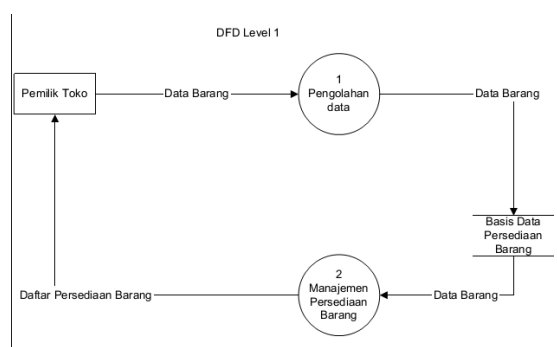 DFD Level 1
Pemilik Toko
Data Barang
1
Pengolahan
data
Data Barang
Basis Data
Persediaan
Barang
Data Barang
2
Manajemen
Persediaan
Barang
Daftar Persediaan Barang